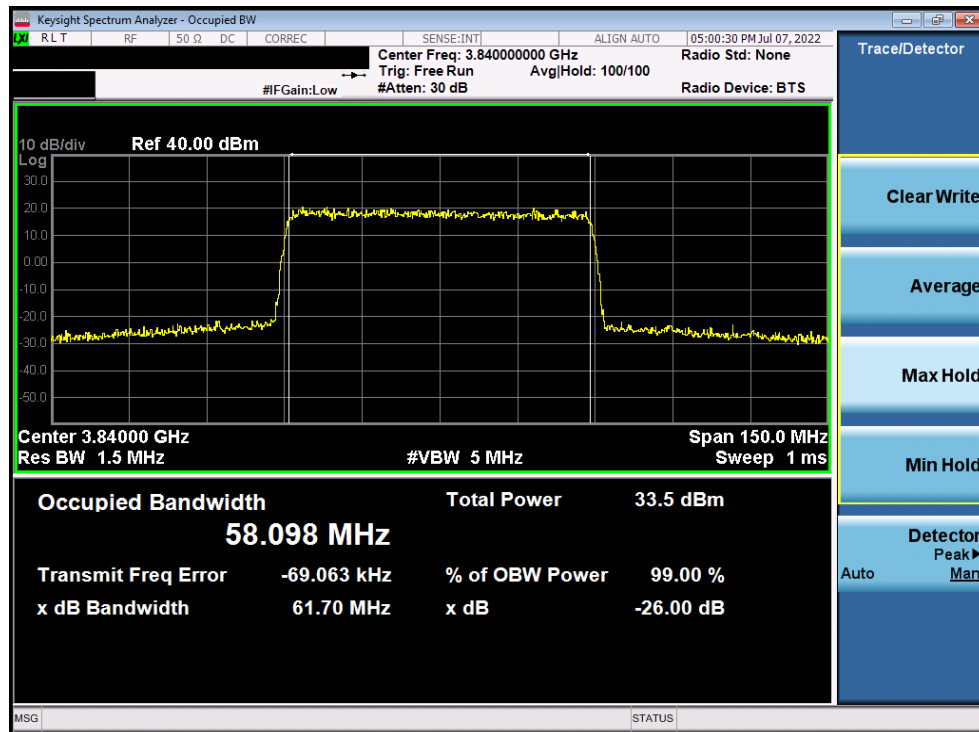 Keysight Spectrum Analyzer - Occupied BW
LXI RLT RF 50 Ω DC CORREC SENSE:INT ALIGN AUTO 05:00:30 PM Jul 07, 2022
Center Freq: 3.840000000 GHz Radio Std: None
Trig: Free Run Avg|Hold: 100/100
#IFGain:Low #Atten: 30 dB Radio Device: BTS
Trace/Detector
10 dB/div Ref 40.00 dBm
Log
30.0
20.0
10.0
0.00
-10.0
-20.0
-30.0
-40.0
-50.0
Center 3.84000 GHz Span 150.0 MHz
Res BW 1.5 MHz #VBW 5 MHz Sweep 1 ms
Occupied Bandwidth Total Power 33.5 dBm
58.098 MHz
Transmit Freq Error -69.063 kHz % of OBW Power 99.00 %
x dB Bandwidth 61.70 MHz x dB -26.00 dB
Clear Write
Average
Max Hold
Min Hold
Detector
Peak
Auto Man
MSG STATUS